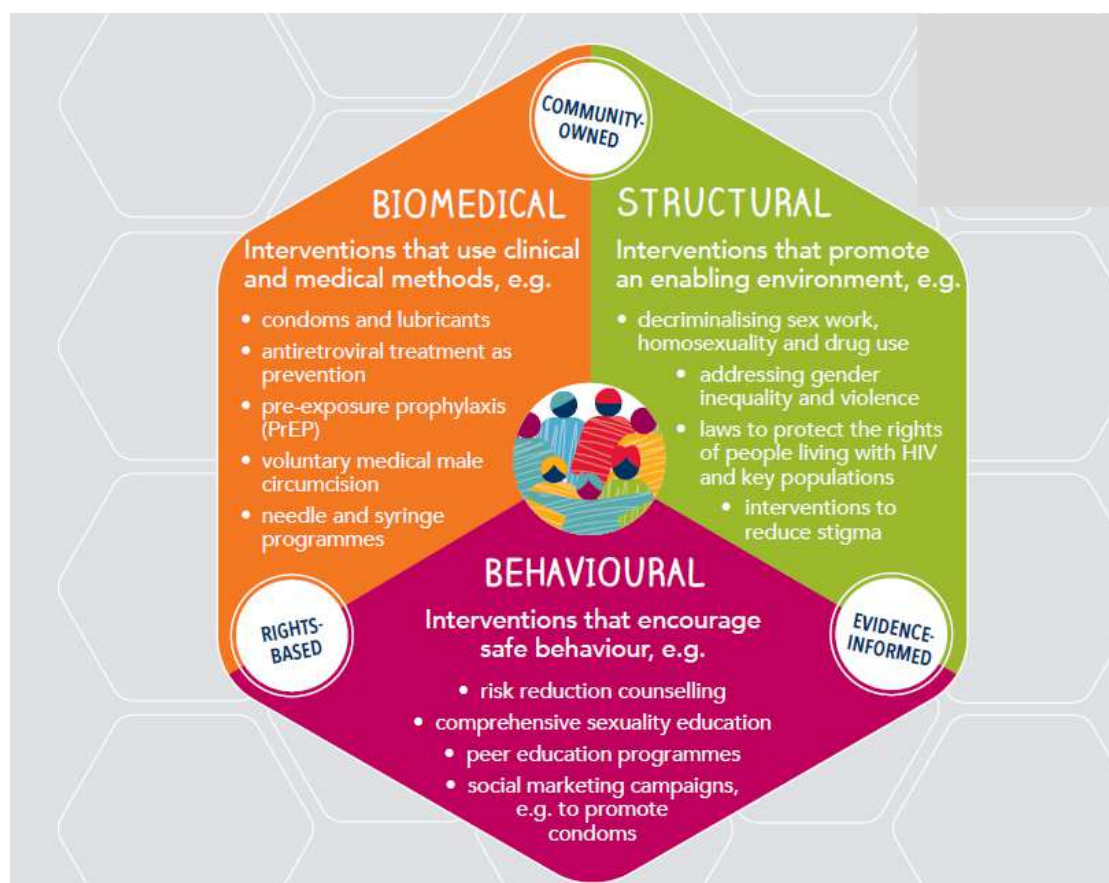 COMMUNITY-
OWNED
BIOMEDICAL
Interventions that use clinical
and medical methods, e.g.
• condoms and lubricants
• antiretroviral treatment as
prevention
• pre-exposure prophylaxis
(PrEP)
• voluntary medical male
circumcision
• needle and syringe
programmes
STRUCTURAL
Interventions that promote
an enabling environment, e.g.
• decriminalising sex work,
homosexuality and drug use
• addressing gender
inequality and violence
• laws to protect the rights
of people living with HIV
and key populations
• interventions to
reduce stigma
RIGHTS-
BASED
BEHAVIOURAL
Interventions that encourage
safe behaviour, e.g.
• risk reduction counselling
• comprehensive sexuality education
• peer education programmes
• social marketing campaigns,
e.g. to promote
condoms
EVIDENCE-
INFORMED